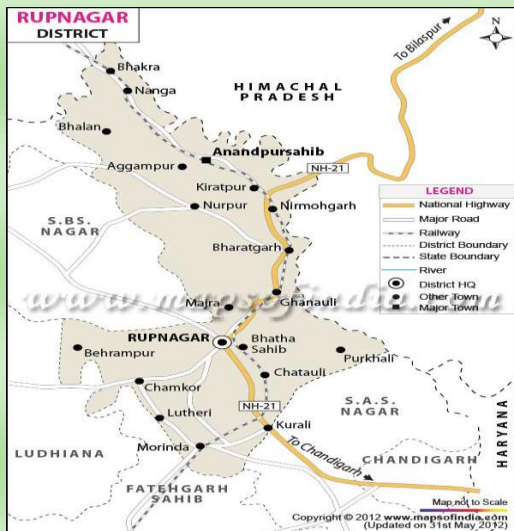 RUPNAGAR
DISTRICT
To Bilaspur
N
Bhakra
Nanga
HIMACHAL
PRADESH
Bhalan
Anandpursahib
Aggampur
NH-21
Kiratpur
Nurpur
Nirmohgarh
S.BS.
NAGAR
Bharatgarh
LEGEND
National Highway
Major Road
Railway
District Boundary
State Boundary
River
District HQ
Other Town
Major Town
www.mapsofindia.com
Majra
Ghanauli
RUPNAGAR
Bhatha
Sahib
Behrampur
Purkhali
Chatauli
Chamkor
NH-21
S.A.S.
NAGAR
Lutheri
Kurali
HARYANA
Morinda
To Chandigarh
LUDHIANA
CHANDIGARH
FATEHGARH
SAHIB
Map not to Scale
Copyright © 2012 www.mapsofindia.com
(Updated on 31st May 2012)